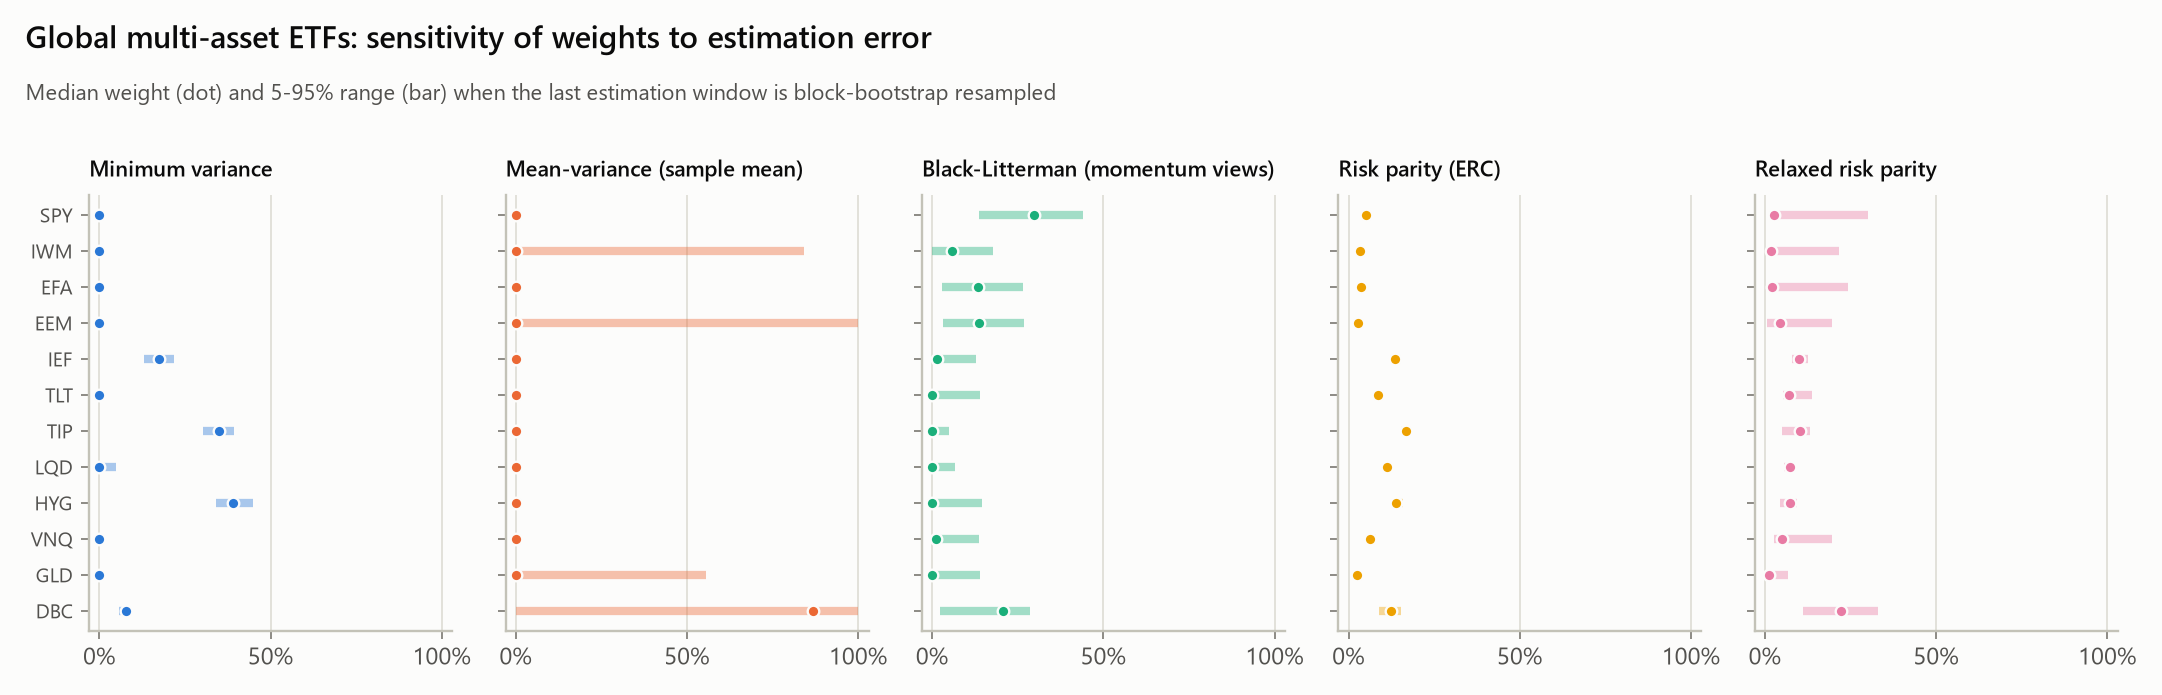 Global multi-asset ETFs: sensitivity of weights to estimation error
Median weight (dot) and 5-95% range (bar) when the last estimation window is block-bootstrap resampled
Minimum variance
Mean-variance (sample mean)
Black-Litterman (momentum views)
Risk parity (ERC)
Relaxed risk parity
SPY
IWM
EFA
EEM
IEF
TLT
TIP
LQD
HYG
VNQ
GLD
DBC
0% 50% 100%
0% 50% 100%
0% 50% 100%
0% 50% 100%
0% 50% 100%